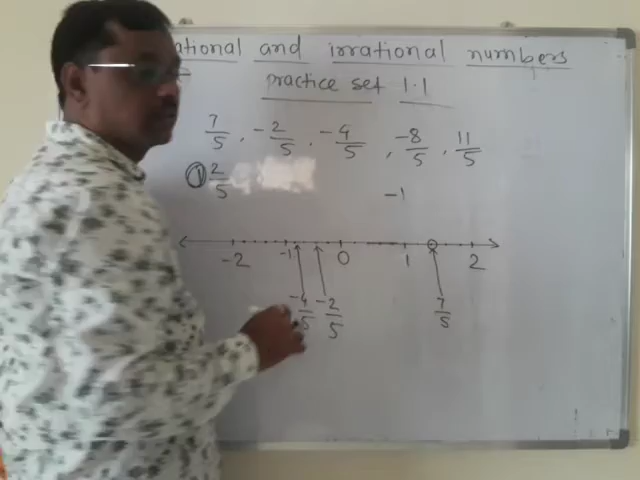 ational and irrational numbers
practice set 1.1
7/5, -2/5, -4/5, -8/5, 11/5
① 2/5
-1
-2 -1 0 1 2
-4/5 -2/5 7/5